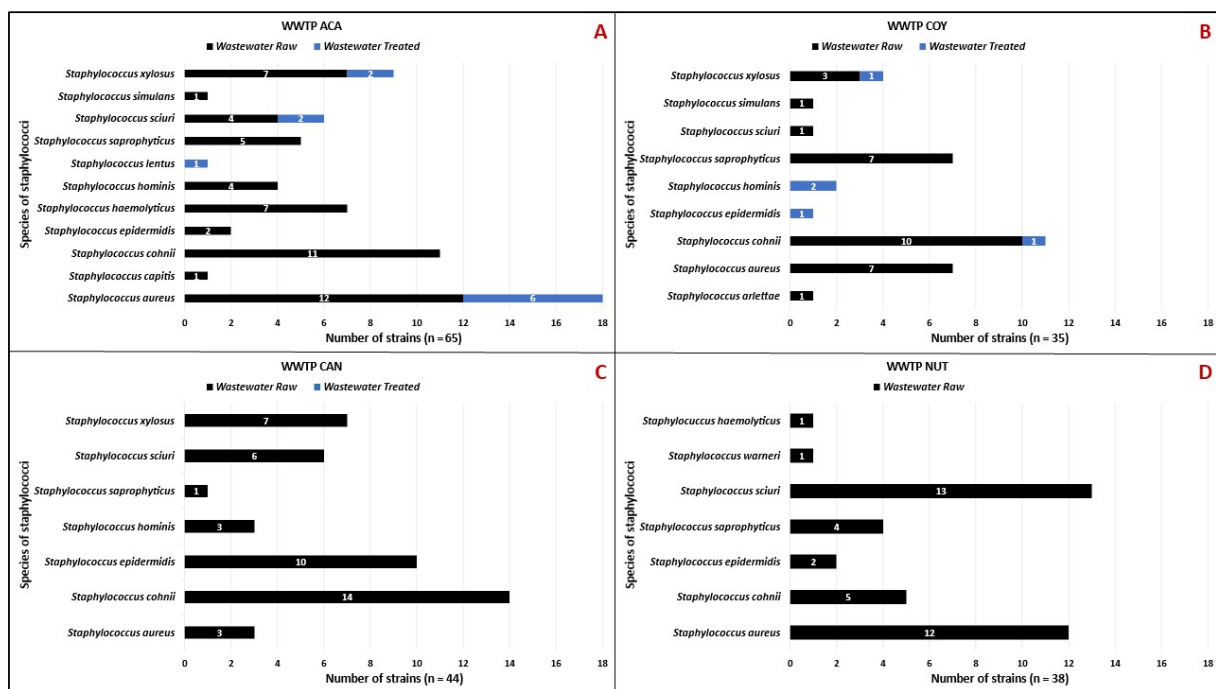 WWTP ACA
A
Wastewater Raw Wastewater Treated
Species of staphylococci
Staphylococcus xylosus 7 2
Staphylococcus simulans 1
Staphylococcus sciuri 4 2
Staphylococcus saprophyticus 5
Staphylococcus lentus 1
Staphylococcus hominis 4
Staphylococcus haemolyticus 7
Staphylococcus epidermidis 2
Staphylococcus cohnii 11
Staphylococcus capitis 1
Staphylococcus aureus 12 6
0 2 4 6 8 10 12 14 16 18
Number of strains (n = 65)
WWTP COY
B
Wastewater Raw Wastewater Treated
Species of staphylococci
Staphylococcus xylosus 3 1
Staphylococcus simulans 1
Staphylococcus sciuri 1
Staphylococcus saprophyticus 7
Staphylococcus hominis 2
Staphylococcus epidermidis 1
Staphylococcus cohnii 10 1
Staphylococcus aureus 7
Staphylococcus arlettae 1
0 2 4 6 8 10 12 14 16 18
Number of strains (n = 35)
WWTP CAN
C
Wastewater Raw Wastewater Treated
Species of staphylococci
Staphylococcus xylosus 7
Staphylococcus sciuri 6
Staphylococcus saprophyticus 1
Staphylococcus hominis 3
Staphylococcus epidermidis 10
Staphylococcus cohnii 14
Staphylococcus aureus 3
0 2 4 6 8 10 12 14 16 18
Number of strains (n = 44)
WWTP NUT
D
Wastewater Raw
Species of staphylococci
Staphylucuccus haemolyticus 1
Staphylococcus warneri 1
Staphylococcus sciuri 13
Staphylococcus saprophyticus 4
Staphylococcus epidermidis 2
Staphylococcus cohnii 5
Staphylococcus aureus 12
0 2 4 6 8 10 12 14 16 18
Number of strains (n = 38)